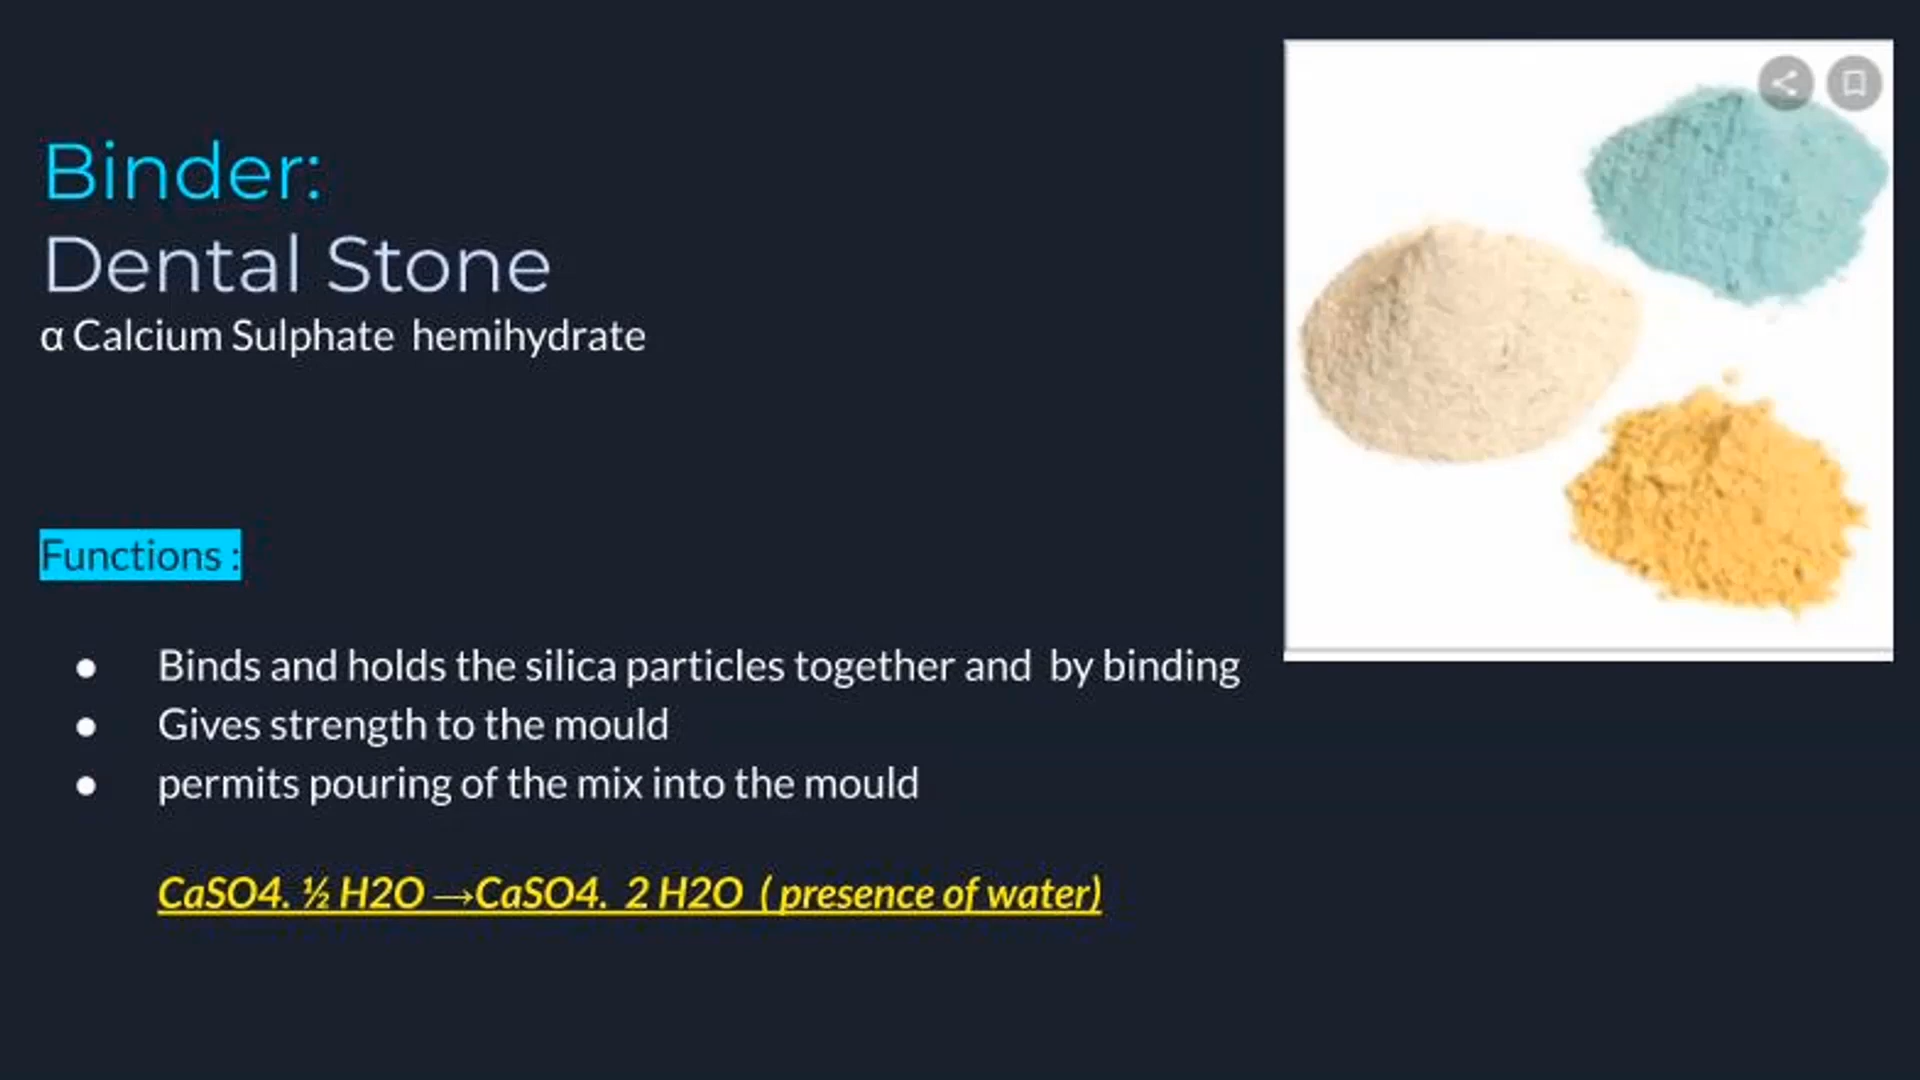 Binder:
Dental Stone
α Calcium Sulphate hemihydrate
Functions :
● Binds and holds the silica particles together and by binding
● Gives strength to the mould
● permits pouring of the mix into the mould
CaSO4. ½ H2O →CaSO4. 2 H2O ( presence of water)